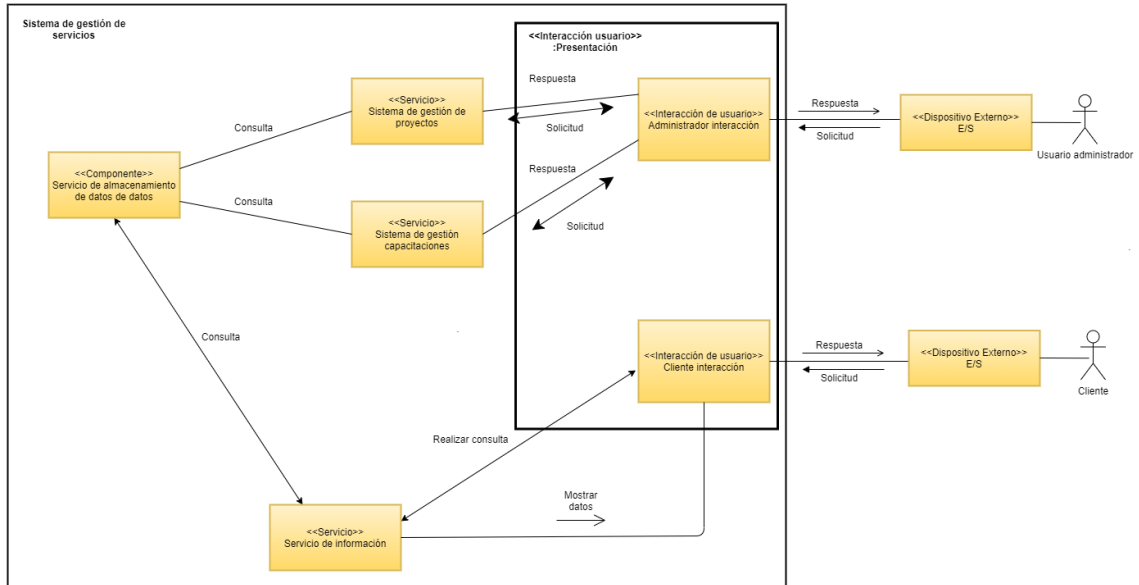 Sistema de gestión de
servicios
<<Interacción usuario>>
:Presentación
Respuesta
<<Servicio>>
Sistema de gestión de
proyectos
Solicitud
<<Interacción de usuario>>
Administrador interacción
Respuesta
Solicitud
<<Dispositivo Externo>>
E/S
Usuario administrador
Consulta
<<Componente>>
Servicio de almacenamiento
de datos de datos
Consulta
Respuesta
<<Servicio>>
Sistema de gestión
capacitaciones
Solicitud
Consulta
<<Interacción de usuario>>
Cliente interacción
Respuesta
Solicitud
<<Dispositivo Externo>>
E/S
Cliente
Realizar consulta
Mostrar
datos
<<Servicio>>
Servicio de información